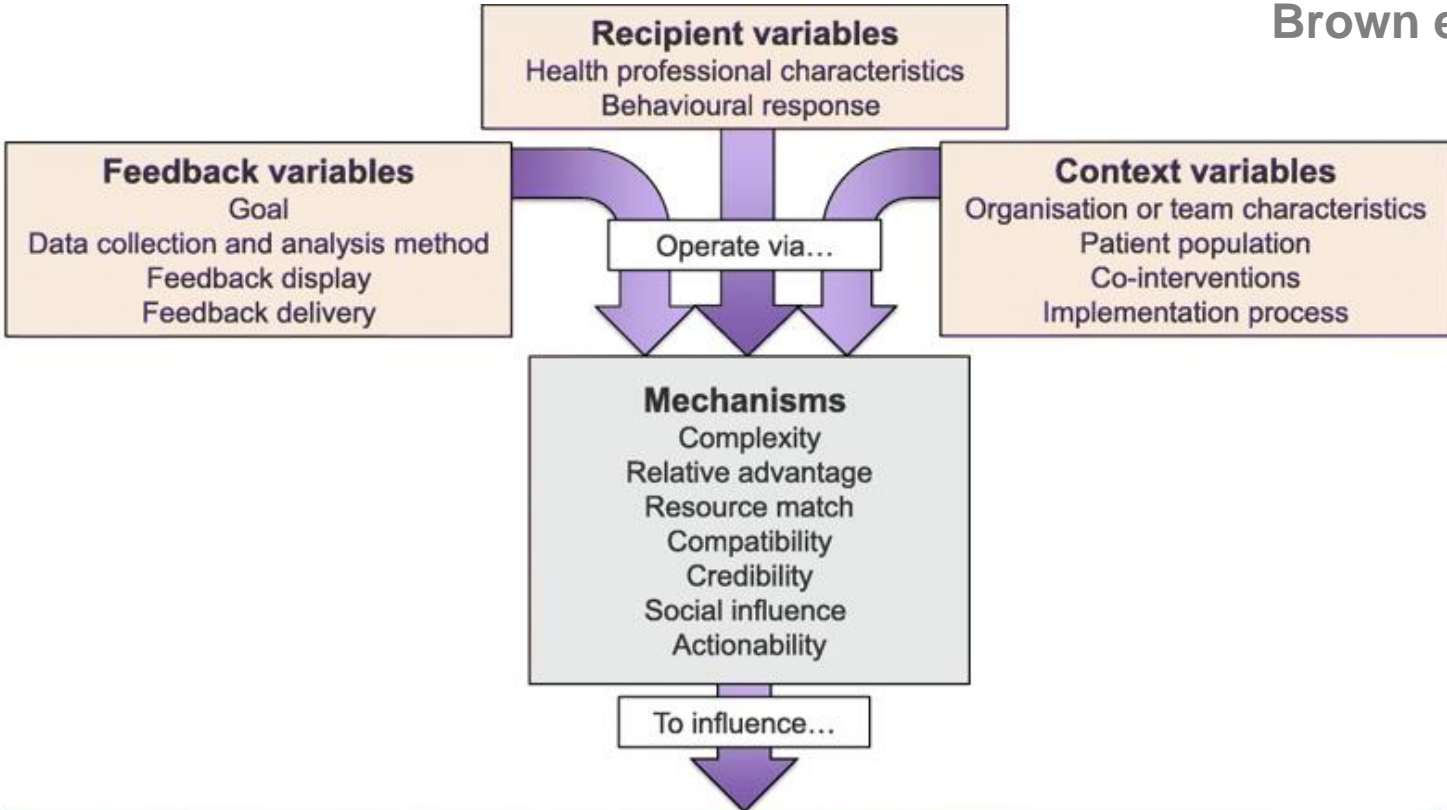 Brown e
Recipient variables
Health professional characteristics
Behavioural response
Feedback variables
Goal
Data collection and analysis method
Feedback display
Feedback delivery
Context variables
Organisation or team characteristics
Patient population
Co-interventions
Implementation process
Operate via…
Mechanisms
Complexity
Relative advantage
Resource match
Compatibility
Credibility
Social influence
Actionability
To influence…